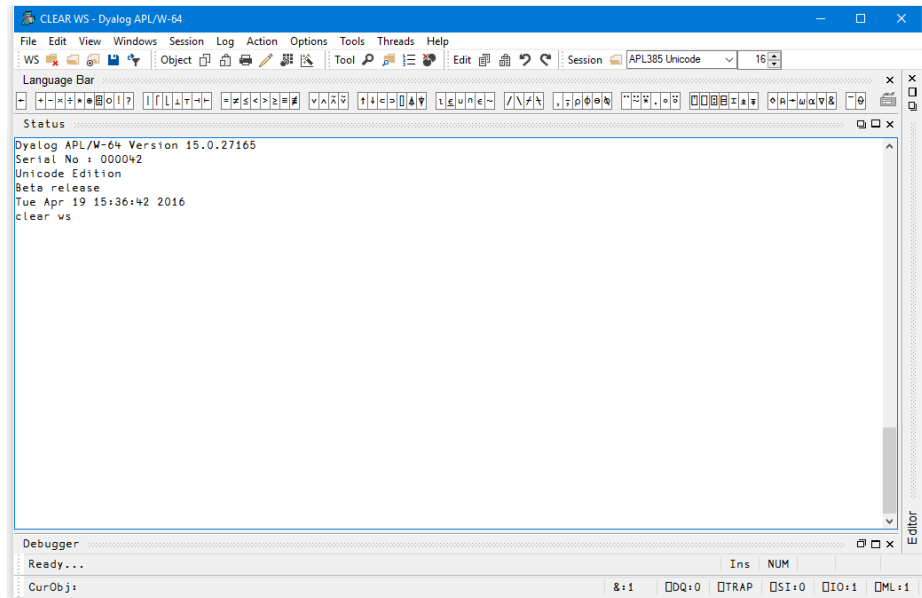 CLEAR WS - Dyalog APL/W-64
File Edit View Windows Session Log Action Options Tools Threads Help
WS Object Tool Edit Session APL385 Unicode 16
Language Bar
← + - × ÷ * ⍟ ⌹ ○ ! ? | ⌈ ⌊ ⊥ ⊤ ⊣ ⊢ = ≠ ≤ < > ≥ ≡ ≢ ∨ ∧ ⍲ ⍱ ↑ ↓ ⊂ ⊃ ⌷ ⍋ ⍒ ⍳ ⍷ ∪ ∩ ∊ ~ / \ ⌿ ⍀ , ⍪ ⍴ ⌽ ⊖ ⍉ ¨ ⍨ ⍣ . ∘ ⍤ ⍞ ⎕ ⍠ ⌸ ⌶ ⍎ ⍕ ⋄ ⍝ → ⍵ ⍺ ∇ & ¯ ⍬
Status
Dyalog APL/W-64 Version 15.0.27165
Serial No : 000042
Unicode Edition
Beta release
Tue Apr 19 15:36:42 2016
clear ws
Editor
Debugger
Ready... Ins NUM
CurObj: &:1 ⎕DQ:0 ⎕TRAP ⎕SI:0 ⎕IO:1 ⎕ML:1